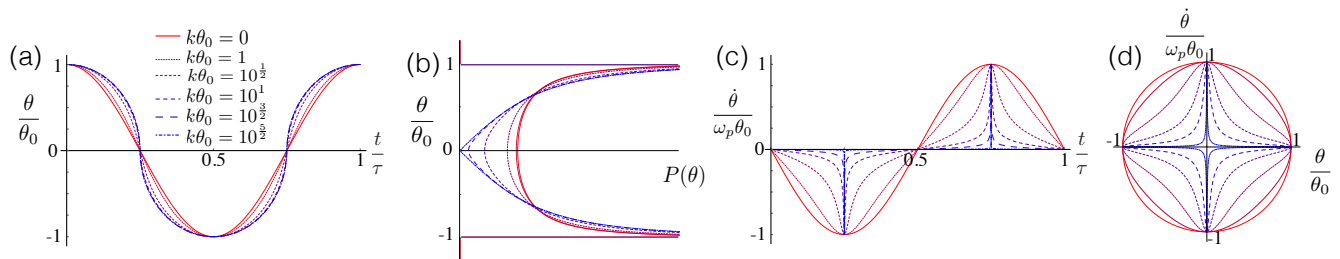 (a)
1
θ/θ₀
0
-1
0.5
1
t/τ
kθ₀ = 0
kθ₀ = 1
kθ₀ = 10^{1/2}
kθ₀ = 10^1
kθ₀ = 10^{3/2}
kθ₀ = 10^{5/2}
(b)
1
θ/θ₀
0
-1
P(θ)
(c)
1
θ̇/ω_pθ₀
0
-1
0.5
1
t/τ
(d)
θ̇/ω_pθ₀
1
-1
1
θ/θ₀
-1